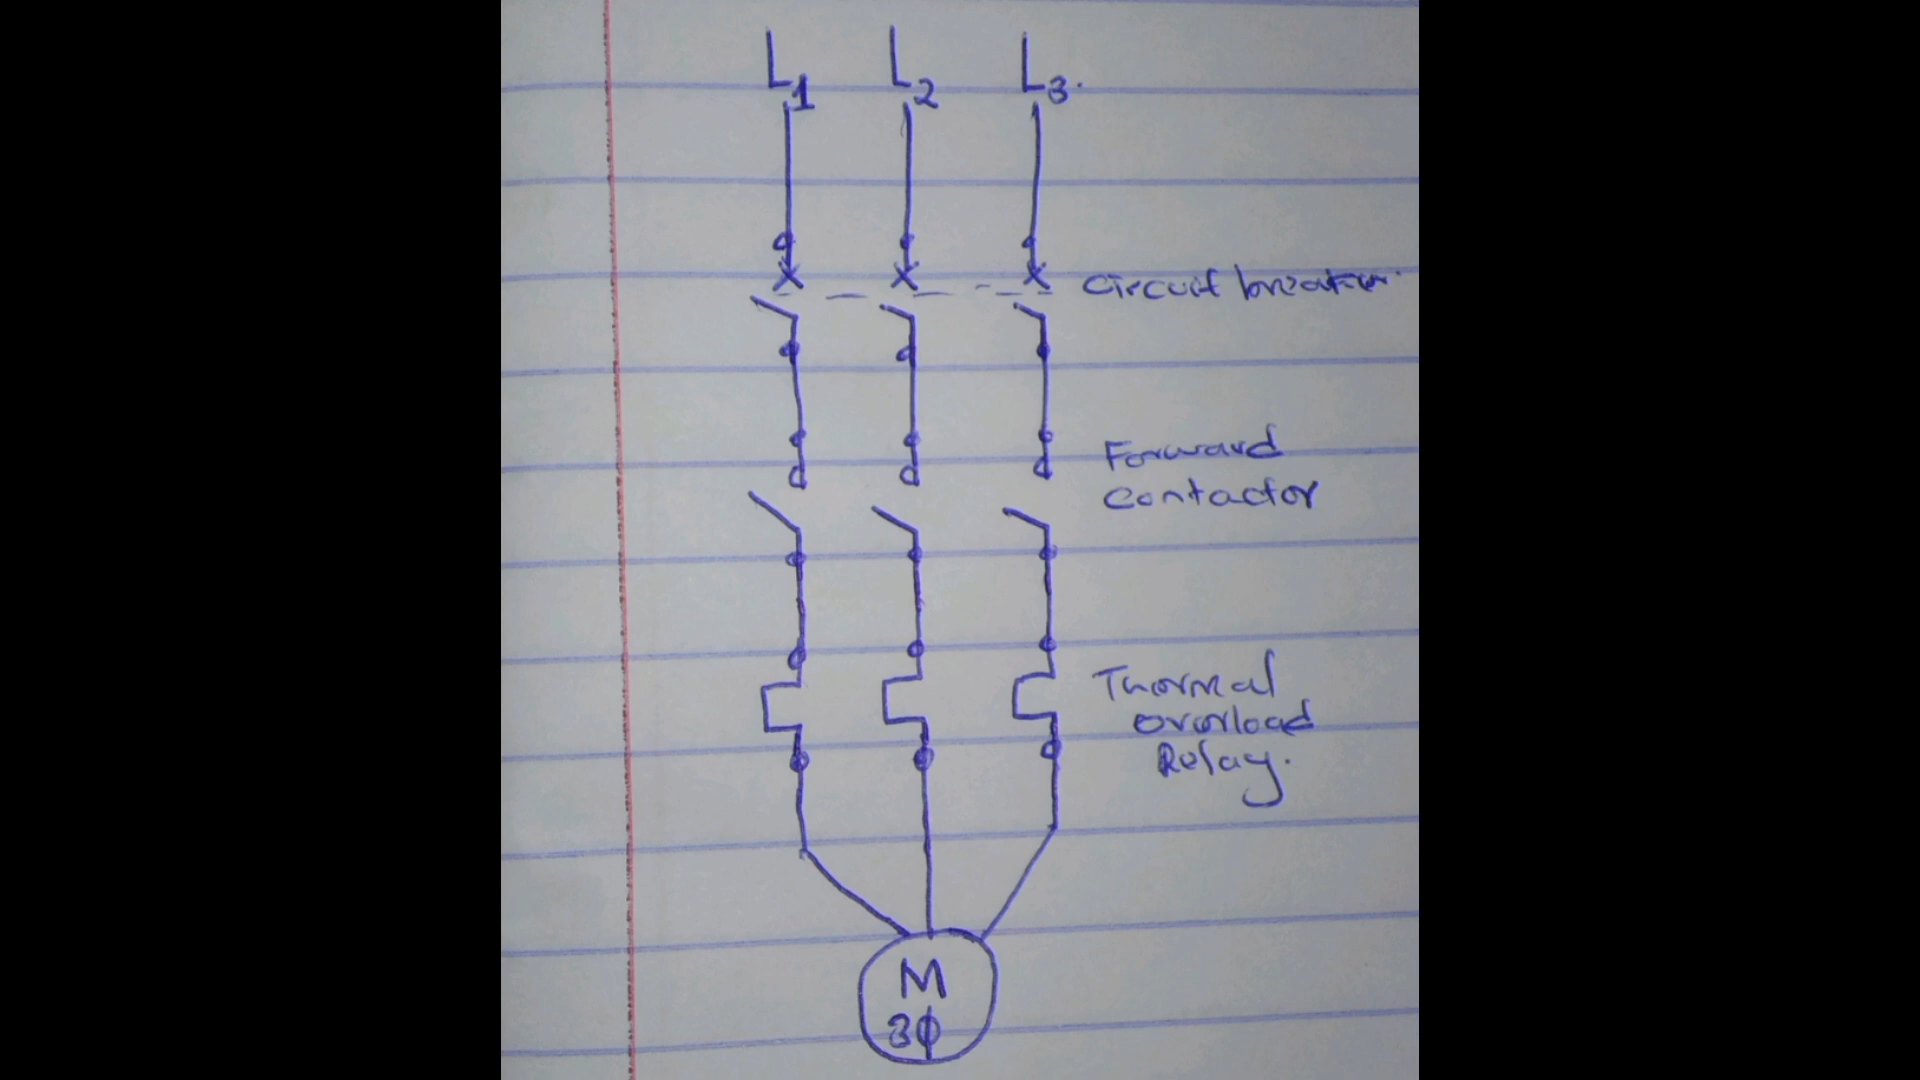 L1 L2 L3.
Circuit breaker.
Forward
contactor
Thermal
overload
Relay.
M
3Φ